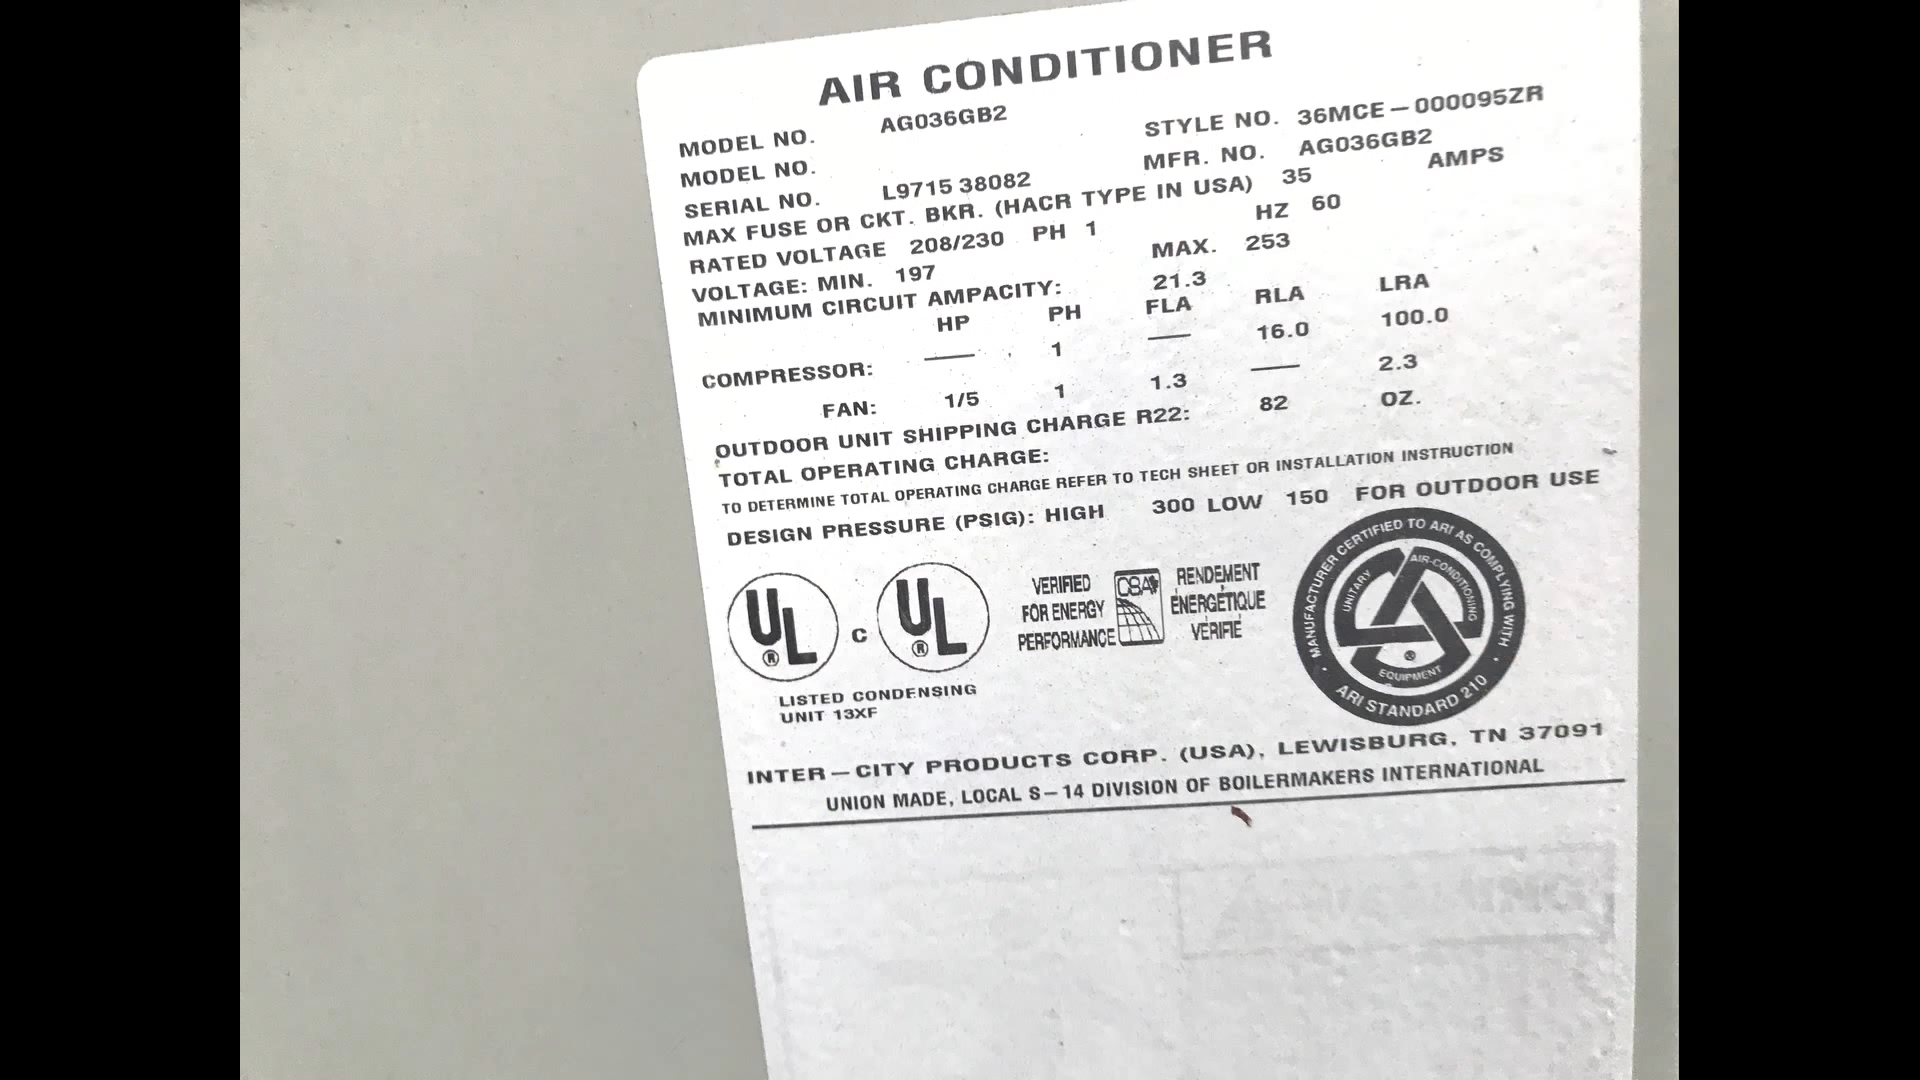 AIR CONDITIONER
MODEL NO. AG036GB2
MODEL NO. STYLE NO. 36MCE-000095ZR
SERIAL NO. L9715 38082 MFR. NO. AG036GB2
MAX FUSE OR CKT. BKR. (HACR TYPE IN USA) 35 AMPS
RATED VOLTAGE 208/230 PH 1 HZ 60
VOLTAGE: MIN. 197 MAX. 253
MINIMUM CIRCUIT AMPACITY: 21.3
HP PH FLA RLA LRA
COMPRESSOR: — 1 — 16.0 100.0
FAN: 1/5 1 1.3 — 2.3
OUTDOOR UNIT SHIPPING CHARGE R22: 82 OZ.
TOTAL OPERATING CHARGE:
TO DETERMINE TOTAL OPERATING CHARGE REFER TO TECH SHEET OR INSTALLATION INSTRUCTION
DESIGN PRESSURE (PSIG): HIGH 300 LOW 150 FOR OUTDOOR USE
UL ® C UL ®
LISTED CONDENSING
UNIT 13XF
VERIFIED
FOR ENERGY
PERFORMANCE
CSA
RENDEMENT
ÉNERGÉTIQUE
VÉRIFIÉ
MANUFACTURER CERTIFIED TO ARI AS COMPLYING WITH
ARI STANDARD 210
UNITARY
AIR-CONDITIONING
EQUIPMENT
®
INTER-CITY PRODUCTS CORP. (USA), LEWISBURG, TN 37091
UNION MADE, LOCAL S-14 DIVISION OF BOILERMAKERS INTERNATIONAL